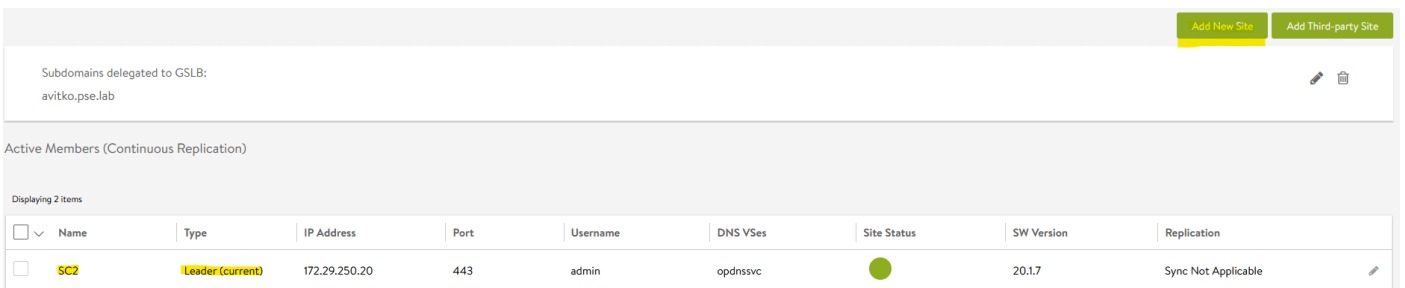 Add New Site Add Third-party Site
Subdomains delegated to GSLB:
avitko.pse.lab
Active Members (Continuous Replication)
Displaying 2 items
Name Type IP Address Port Username DNS VSes Site Status SW Version Replication
SC2 Leader (current) 172.29.250.20 443 admin opdnssvc 20.1.7 Sync Not Applicable